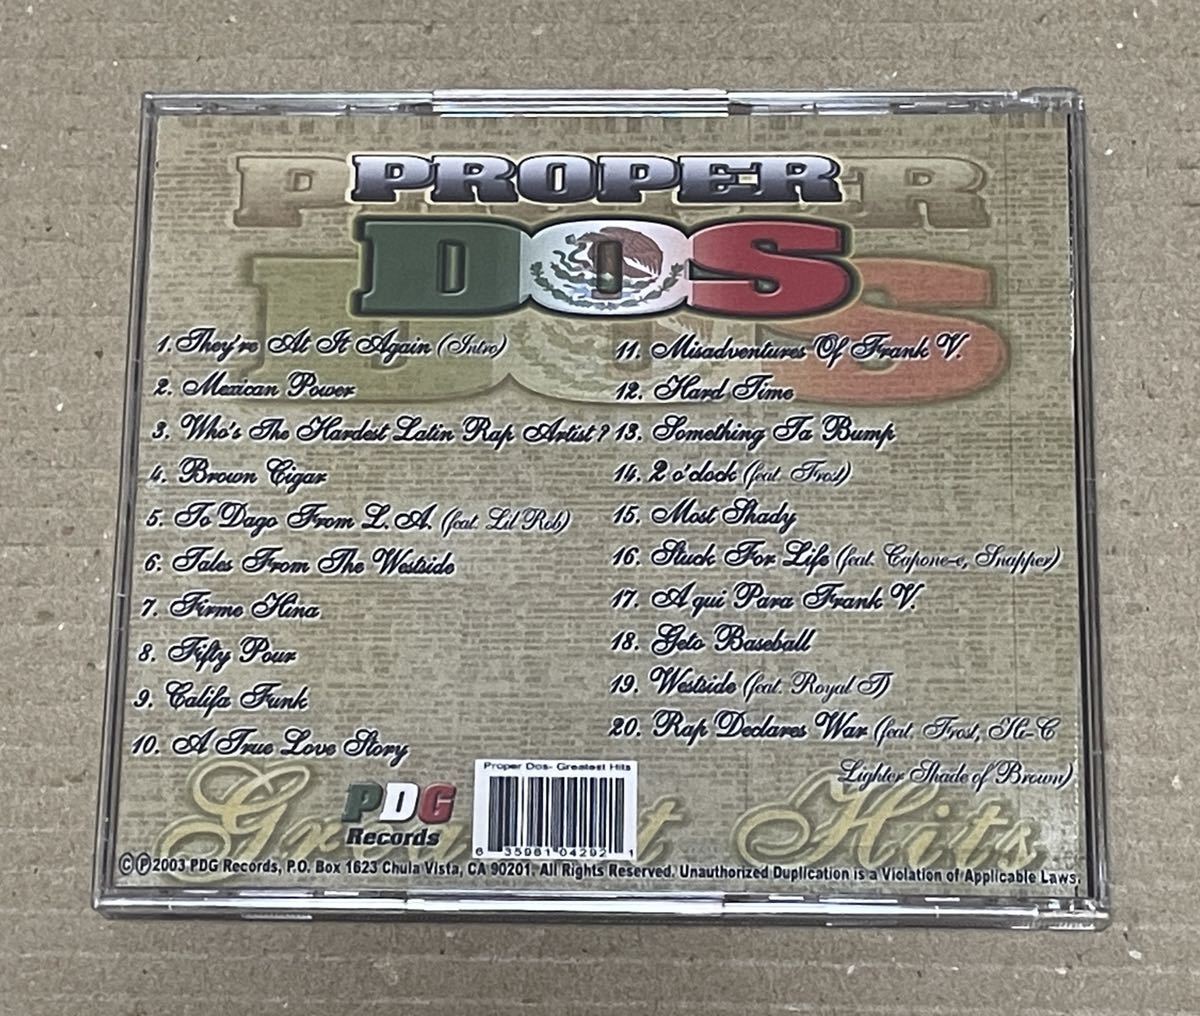 PROPER
DOS
1. They're At It Again (Intro)
2. Mexican Power
3. Who's The Hardest Latin Rap Artist?
4. Brown Cigar
5. To Dago From L.A. (feat. Lil Rob)
6. Tales From The Westside
7. Firme Hina
8. Fifty Pour
9. Califa Funk
10. A True Love Story
11. Misadventures Of Frank V.
12. Hard Time
13. Something Ta Bump
14. 2 o'clock (feat. Frost)
15. Most Shady
16. Stuck For Life (feat. Capone-e, Snapper)
17. A qui Para Frank V.
18. Geto Baseball
19. Westside (feat. Royal T)
20. Rap Declares War (feat. Frost, Hi-C
Lighter Shade of Brown)
Hits
PDG
Records
Proper Dos- Greatest Hits
6 35961 04292 1
©℗2003 PDG Records, P.O. Box 1623 Chula Vista, CA 90201. All Rights Reserved. Unauthorized Duplication is a Violation of Applicable Laws.